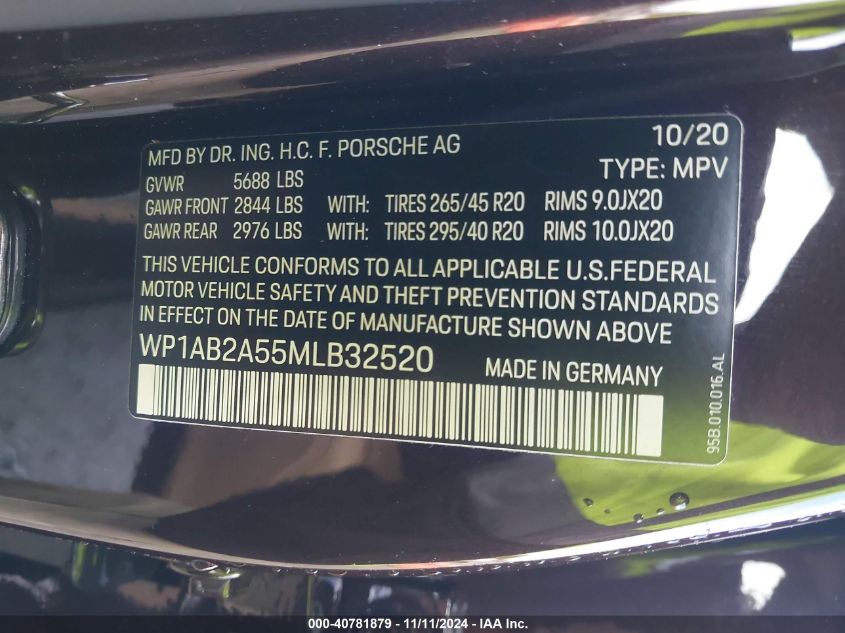 MFD BY DR. ING. H.C. F. PORSCHE AG 10/20
TYPE: MPV
GVWR 5688 LBS
GAWR FRONT 2844 LBS WITH: TIRES 265/45 R20 RIMS 9.0JX20
GAWR REAR 2976 LBS WITH: TIRES 295/40 R20 RIMS 10.0JX20
THIS VEHICLE CONFORMS TO ALL APPLICABLE U.S.FEDERAL
MOTOR VEHICLE SAFETY AND THEFT PREVENTION STANDARDS
IN EFFECT ON THE DATE OF MANUFACTURE SHOWN ABOVE
WP1AB2A55MLB32520 MADE IN GERMANY
95B.010.016.AL
000-40781879 - 11/11/2024 - IAA Inc.